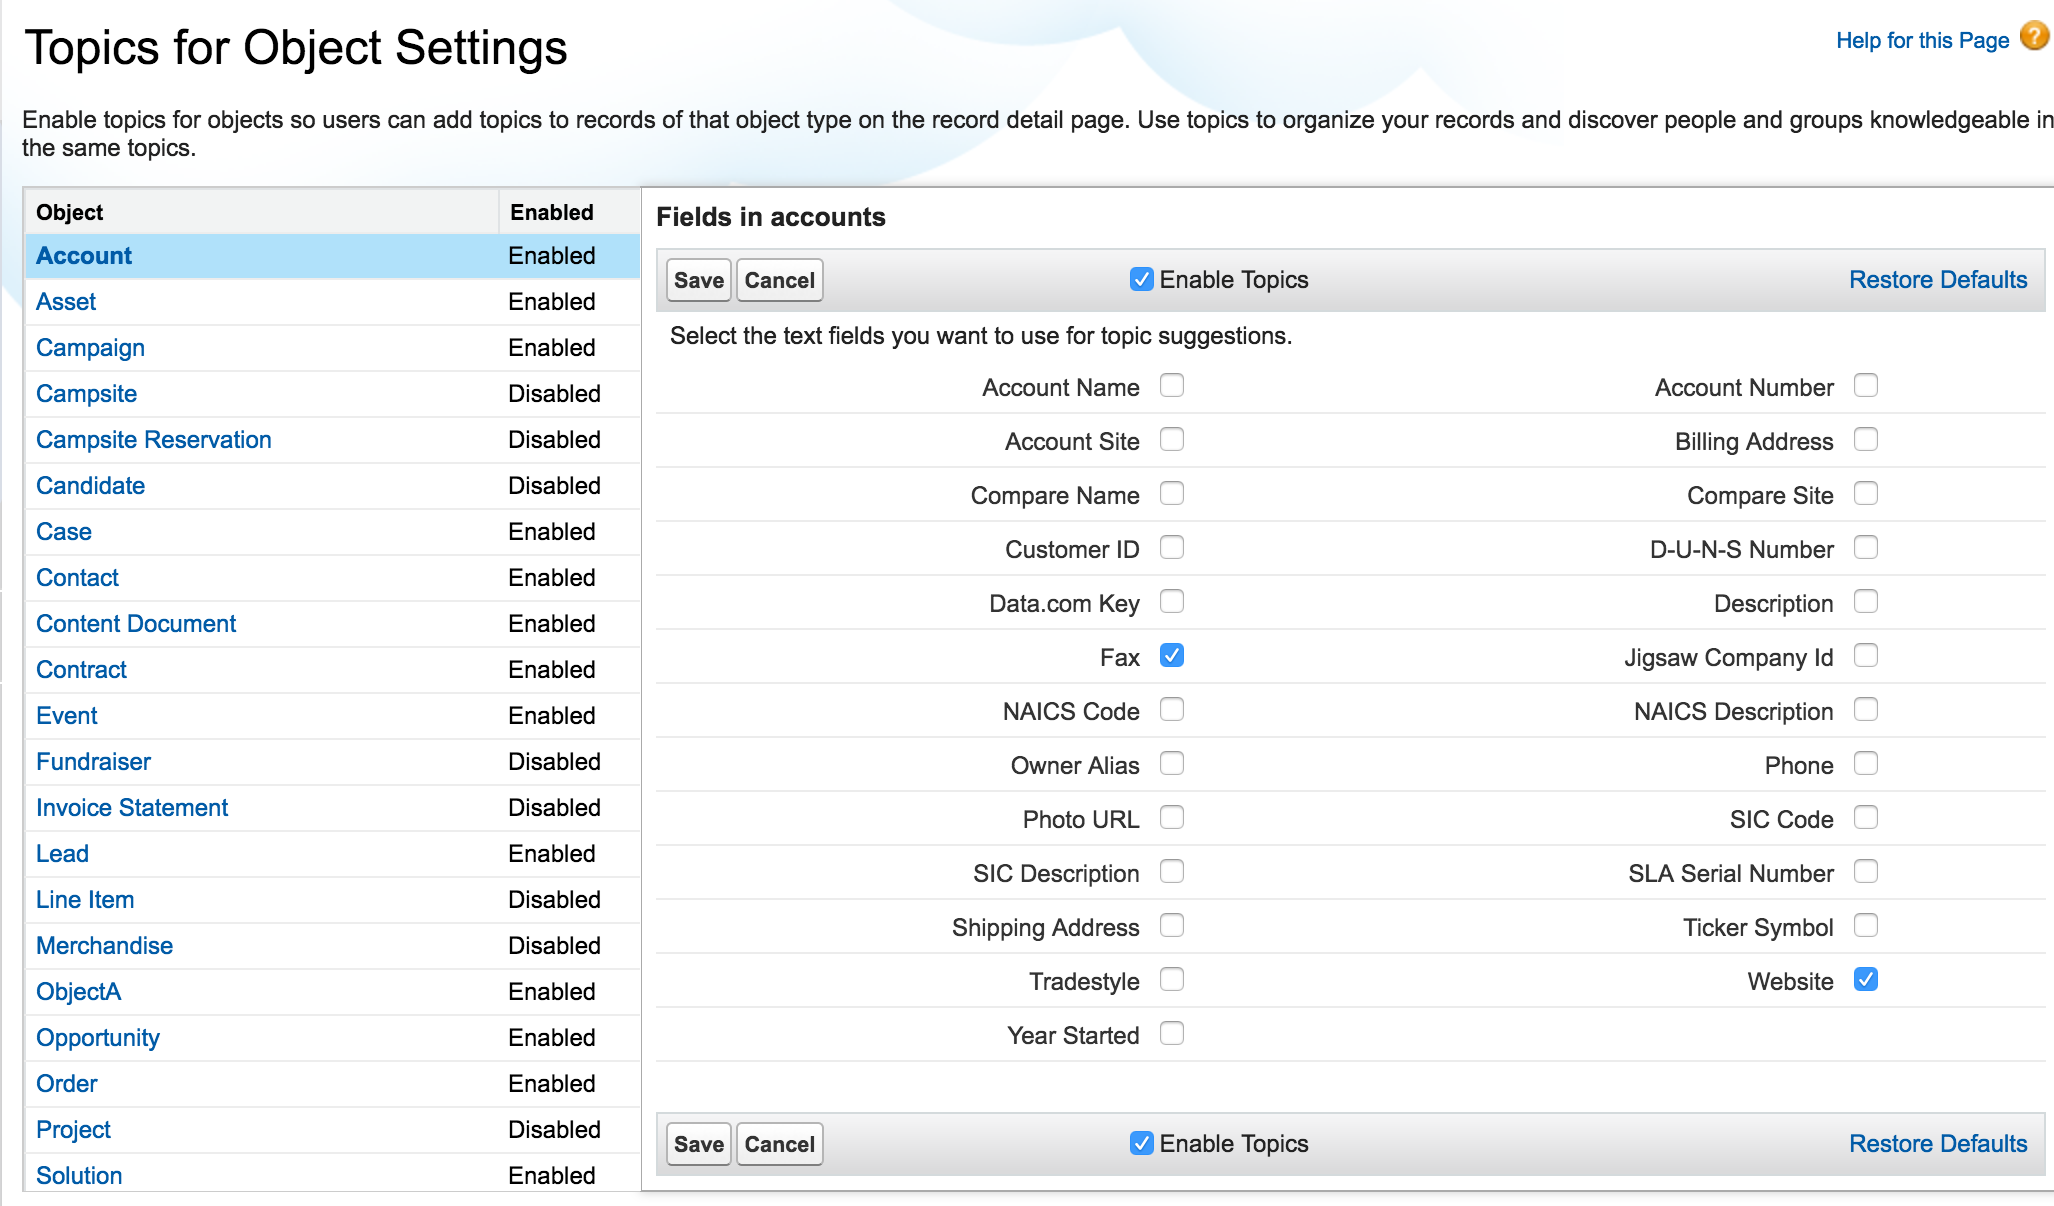 Topics for Object Settings
Help for this Page ?
Enable topics for objects so users can add topics to records of that object type on the record detail page. Use topics to organize your records and discover people and groups knowledgeable in
the same topics.
Object Enabled
Account Enabled
Asset Enabled
Campaign Enabled
Campsite Disabled
Campsite Reservation Disabled
Candidate Disabled
Case Enabled
Contact Enabled
Content Document Enabled
Contract Enabled
Event Enabled
Fundraiser Disabled
Invoice Statement Disabled
Lead Enabled
Line Item Disabled
Merchandise Disabled
ObjectA Enabled
Opportunity Enabled
Order Enabled
Project Disabled
Solution Enabled
Fields in accounts
Save Cancel Enable Topics Restore Defaults
Select the text fields you want to use for topic suggestions.
Account Name Account Number
Account Site Billing Address
Compare Name Compare Site
Customer ID D-U-N-S Number
Data.com Key Description
Fax Jigsaw Company Id
NAICS Code NAICS Description
Owner Alias Phone
Photo URL SIC Code
SIC Description SLA Serial Number
Shipping Address Ticker Symbol
Tradestyle Website
Year Started
Save Cancel Enable Topics Restore Defaults